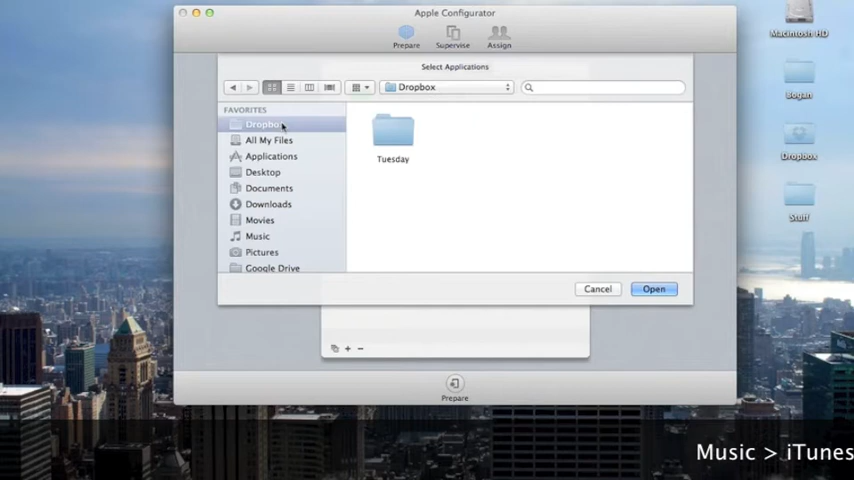 Apple Configurator
Prepare
Supervise
Assign
Select Applications
Dropbox
FAVORITES
Dropbox
All My Files
Applications
Desktop
Documents
Downloads
Movies
Music
Pictures
Google Drive
Tuesday
Cancel
Open
Prepare
Macintosh HD
Bogan
Dropbox
Stuff
Music > iTunes